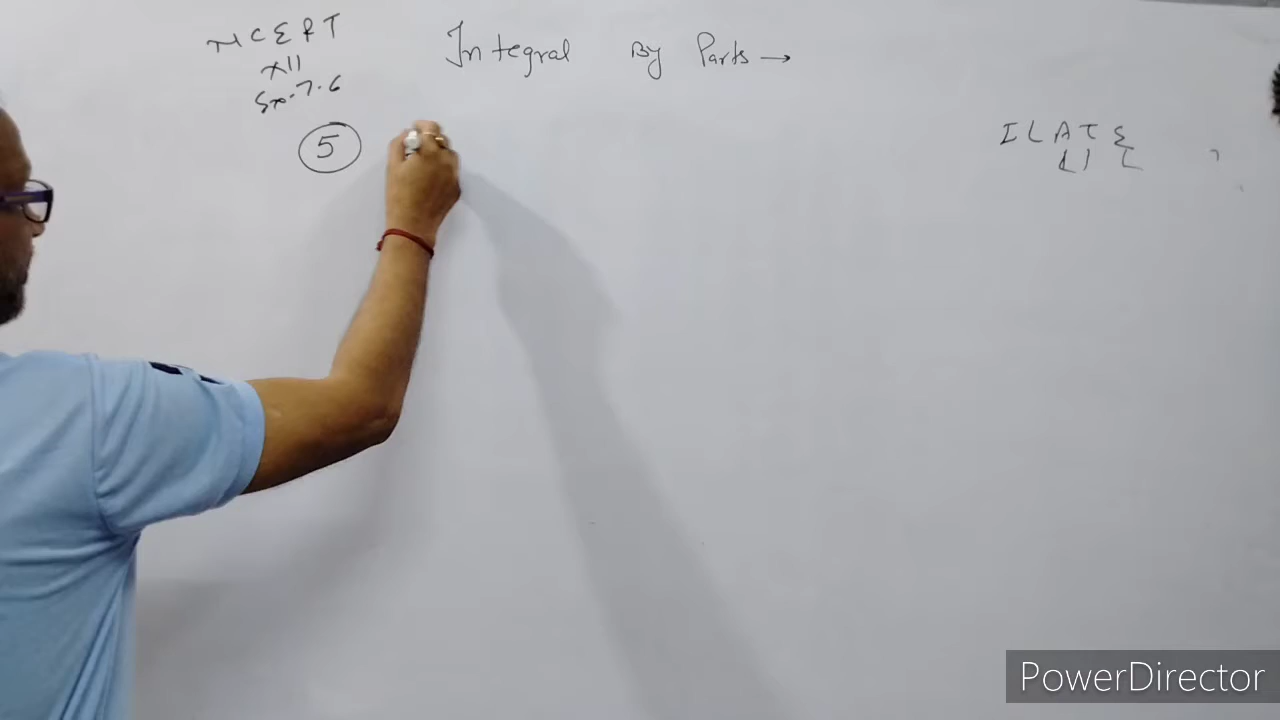 NCERT
XII
Ex-7.6
Integral By Parts →
5
ILATE
PowerDirector